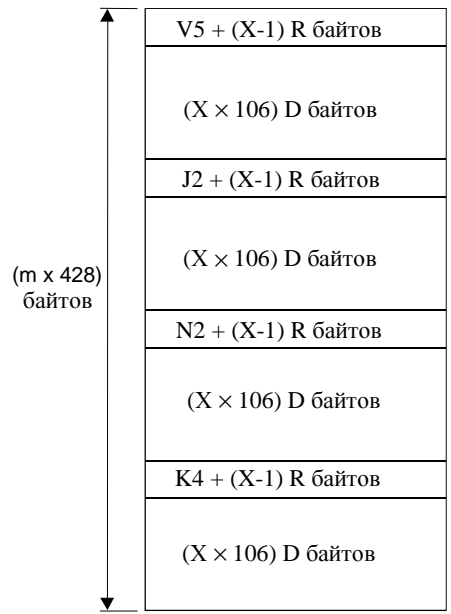 V5 + (X-1) R байтов
(X × 106) D байтов
J2 + (X-1) R байтов
(X × 106) D байтов
(m x 428)
байтов
N2 + (X-1) R байтов
(X × 106) D байтов
K4 + (X-1) R байтов
(X × 106) D байтов